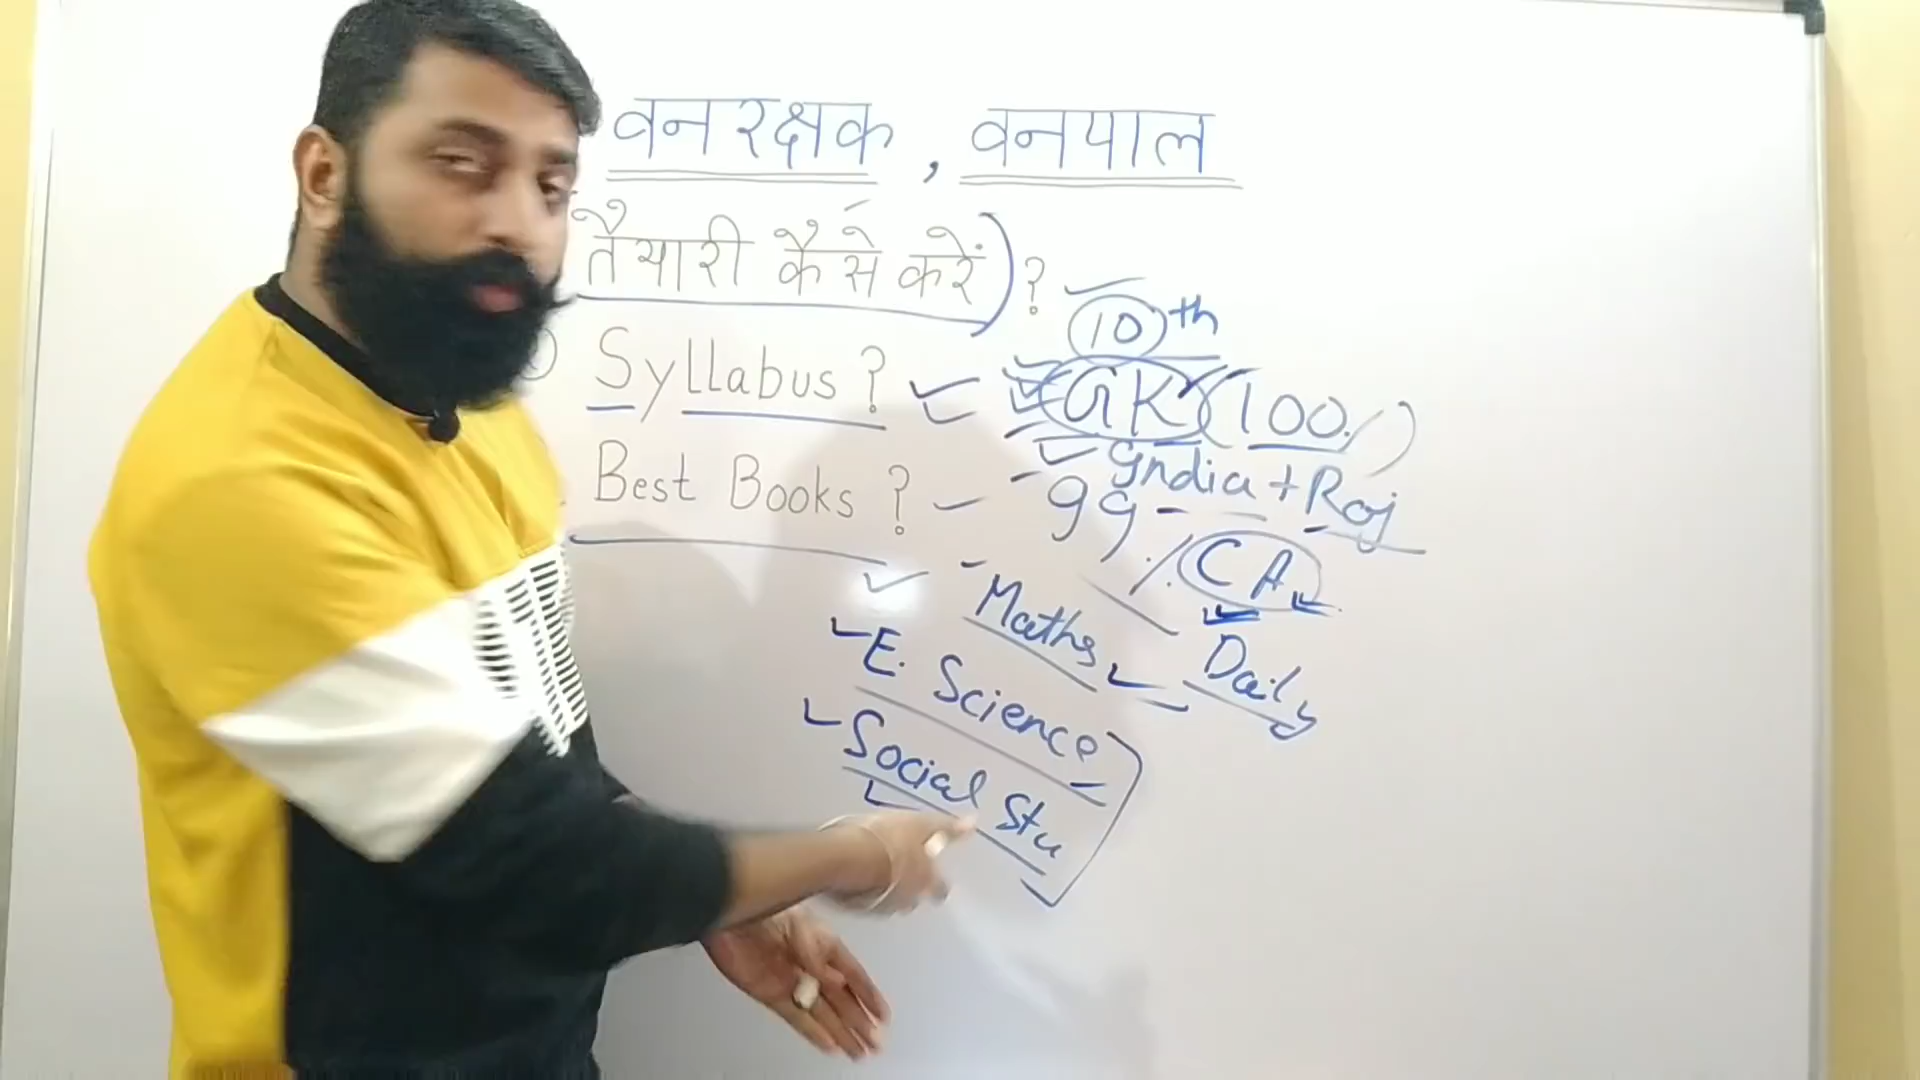 वनरक्षक, वनपाल
तैयारी कैसे करें) ?
10th
Syllabus ?
GK (100
India + Raj
Best Books ?
99%
CA
Maths
Daily
E. Science
Social Stu